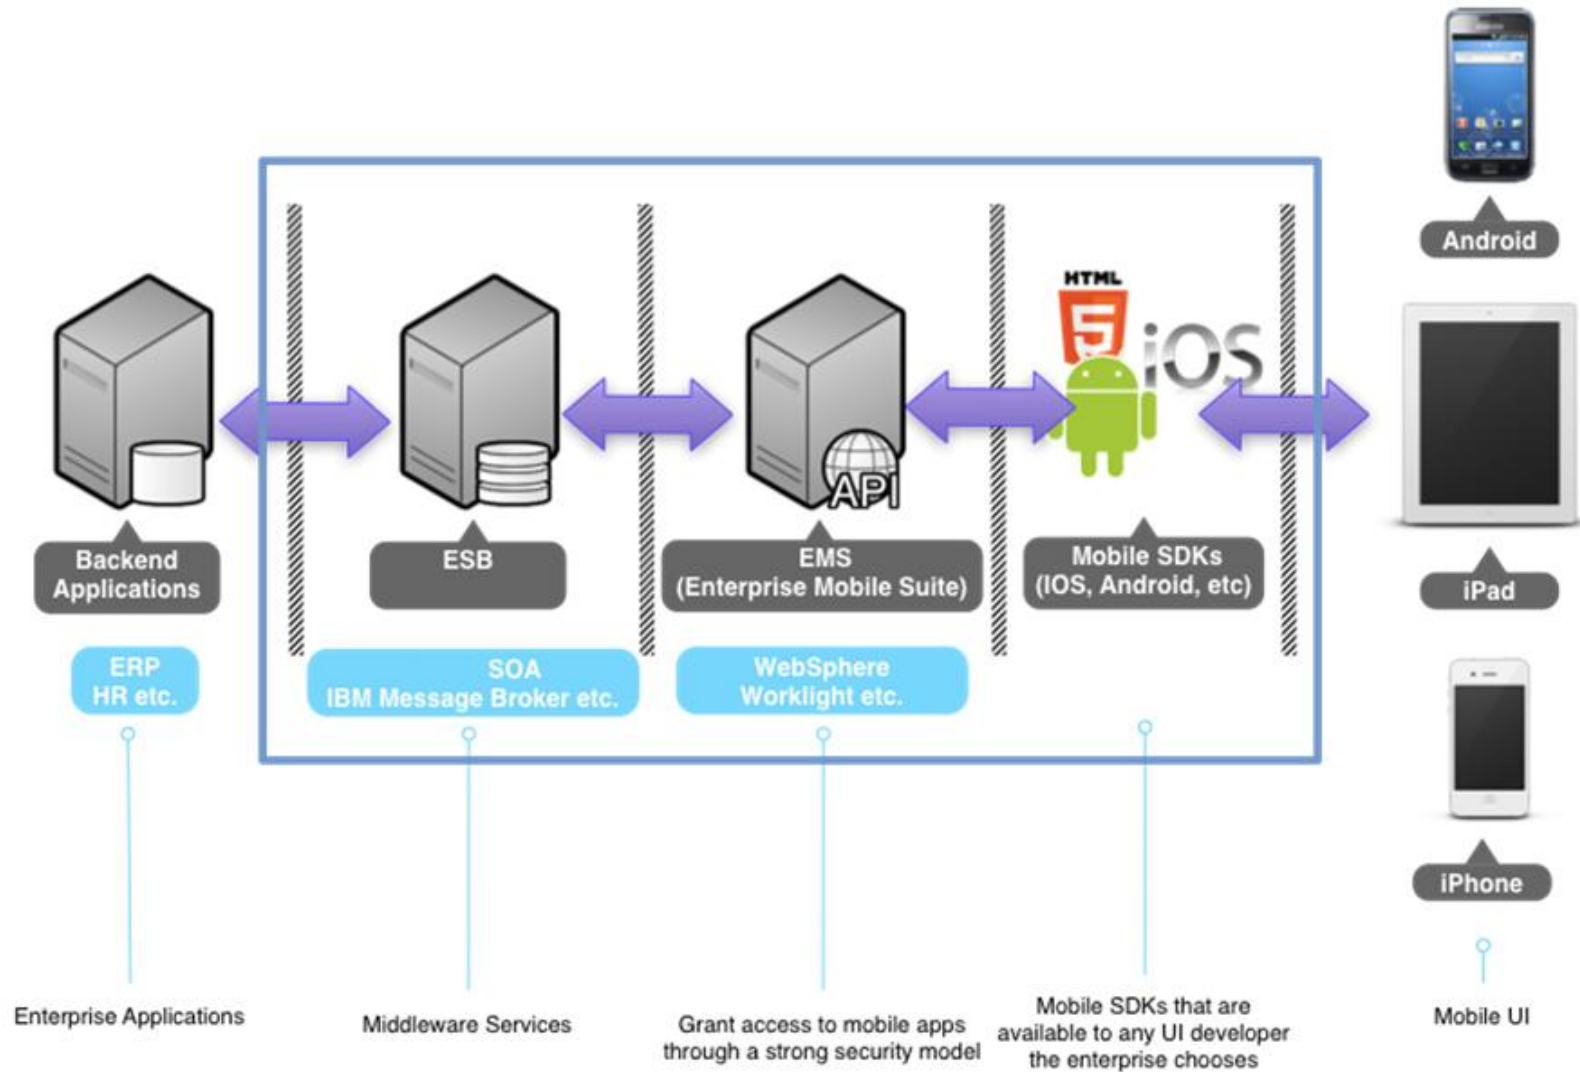 Android
HTML
5
iOS
API
Backend
Applications
ESB
EMS
(Enterprise Mobile Suite)
Mobile SDKs
(IOS, Android, etc)
iPad
ERP
HR etc.
SOA
IBM Message Broker etc.
WebSphere
Worklight etc.
iPhone
Enterprise Applications
Middleware Services
Grant access to mobile apps
through a strong security model
Mobile SDKs that are
available to any UI developer
the enterprise chooses
Mobile UI